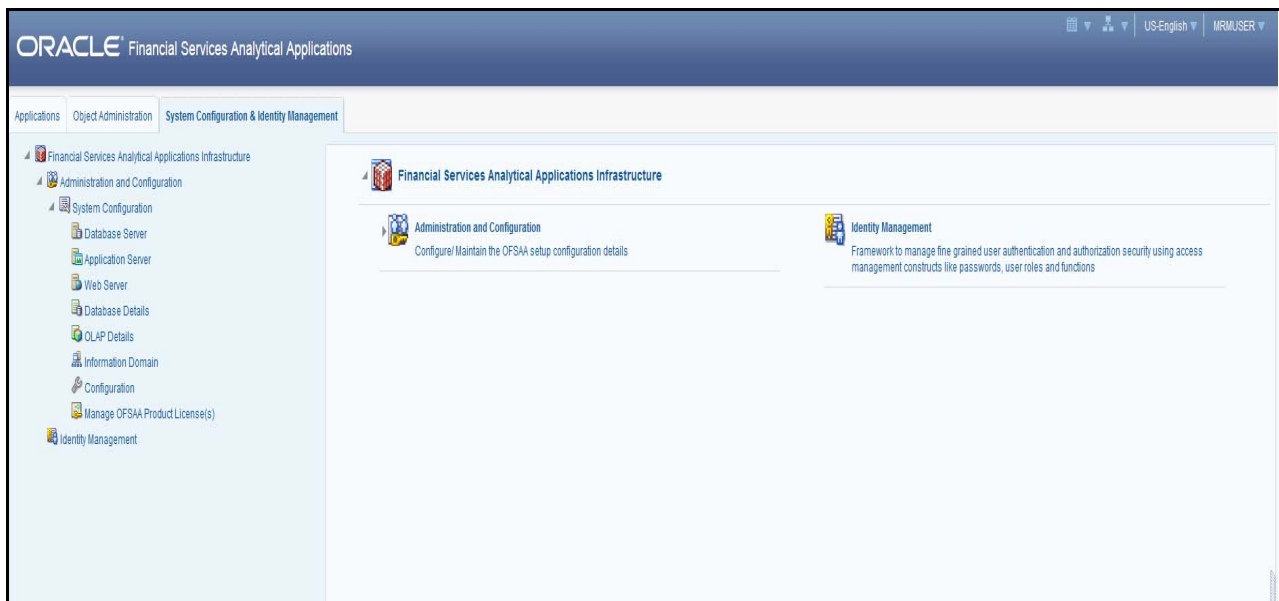 ORACLE® Financial Services Analytical Applications
US-English
MRMUSER
Applications
Object Administration
System Configuration & Identity Management
Financial Services Analytical Applications Infrastructure
Administration and Configuration
System Configuration
Database Server
Application Server
Web Server
Database Details
OLAP Details
Information Domain
Configuration
Manage OFSAA Product License(s)
Identity Management
Financial Services Analytical Applications Infrastructure
Administration and Configuration
Configure/ Maintain the OFSAA setup configuration details
Identity Management
Framework to manage fine grained user authentication and authorization security using access
management constructs like passwords, user roles and functions